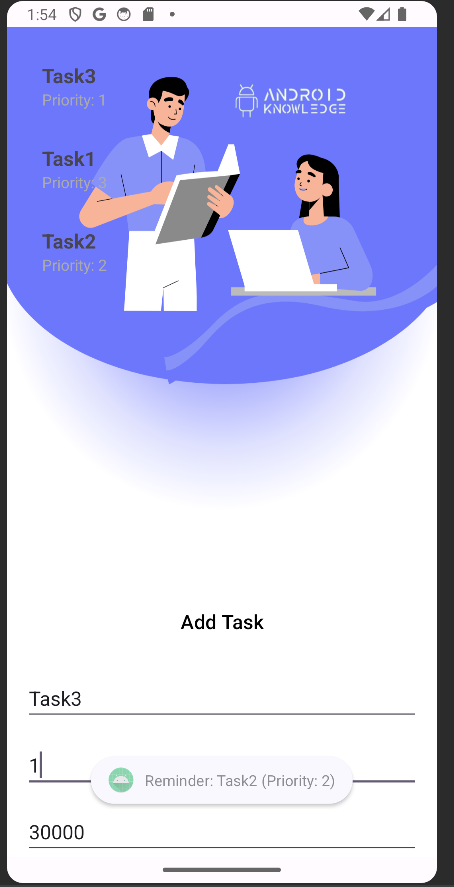 1:54
Task3
Priority: 1
ANDROID
KNOWLEDGE
Task1
Priority: 3
Task2
Priority: 2
Add Task
Task3
1
Reminder: Task2 (Priority: 2)
30000